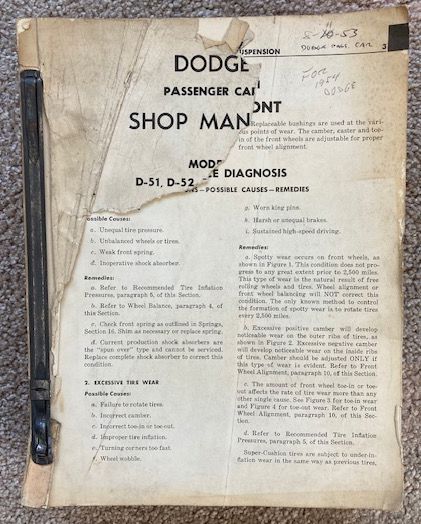 S-10-53
DODGE PASS. CAR
3
FOR
1954
DODGE
USPENSION
DODGE
PASSENGER CAR
ONT
SHOP MAN
MOD
E DIAGNOSIS
D-51, D-52
NS—POSSIBLE CAUSES—REMEDIES
Replaceable bushings are used at the vari-
ous points of wear. The camber, caster and toe-
in of the front wheels are adjustable for proper
front wheel alignment.
ossible Causes:
a. Unequal tire pressure.
b. Unbalanced wheels or tires.
c. Weak front spring.
d. Inoperative shock absorber.
Remedies:
a. Refer to Recommended Tire Inflation
Pressures, paragraph 5, of this Section.
b. Refer to Wheel Balance, paragraph 4, of
this Section.
c. Check front spring as outlined in Springs,
Section 16. Shim as necessary or replace spring.
d. Current production shock absorbers are
the "spun over" type and cannot be serviced.
Replace complete shock absorber to correct this
condition.
2. EXCESSIVE TIRE WEAR
Possible Causes:
a. Failure to rotate tires.
b. Incorrect camber.
c. Incorrect toe-in or toe-out.
d. Improper tire inflation.
e. Turning corners too fast.
f. Wheel wobble.
g. Worn king pins.
h. Harsh or unequal brakes.
i. Sustained high-speed driving.
Remedies:
a. Spotty wear occurs on front wheels, as
shown in Figure 1. This condition does not pro-
gress to any great extent prior to 2,500 miles.
This type of wear is the natural result of free
rolling wheels and tires. Wheel alignment or
front wheel balancing will NOT correct this
condition. The only known method to control
the formation of spotty wear is to rotate tires
every 2,500 miles.
b. Excessive positive camber will develop
noticeable wear on the outer ribs of tires, as
shown in Figure 2. Excessive negative camber
will develop noticeable wear on the inside ribs
of tires. Camber should be adjusted ONLY if
this type of wear is evident. Refer to Front
Wheel Alignment, paragraph 10, of this Section.
c. The amount of front wheel toe-in or toe-
out affects the rate of tire wear more than any
other single cause. See Figure 3 for toe-in wear
and Figure 4 for toe-out wear. Refer to Front
Wheel Alignment, paragraph 10, of this Sec-
tion.
d. Refer to Recommended Tire Inflation
Pressures, paragraph 5, of this Section.
Super-Cushion tires are subject to under-in-
flation wear in the same way as previous tires,